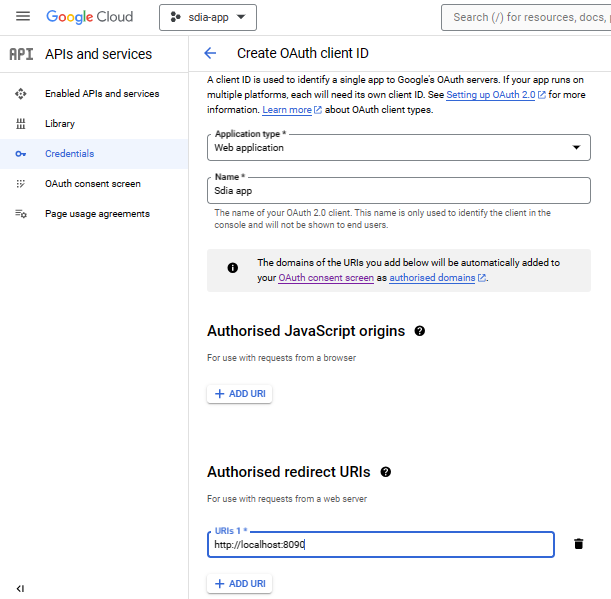 Google Cloud
sdia-app
Search (/) for resources, docs,
API APIs and services
Create OAuth client ID
A client ID is used to identify a single app to Google's OAuth servers. If your app runs on
multiple platforms, each will need its own client ID. See Setting up OAuth 2.0 for more
information. Learn more about OAuth client types.
Enabled APIs and services
Library
Credentials
OAuth consent screen
Page usage agreements
Application type *
Web application
Name *
Sdia app
The name of your OAuth 2.0 client. This name is only used to identify the client in the
console and will not be shown to end users.
The domains of the URIs you add below will be automatically added to
your OAuth consent screen as authorised domains.
Authorised JavaScript origins
For use with requests from a browser
+ ADD URI
Authorised redirect URIs
For use with requests from a web server
URIs 1 *
http://localhost:8090
+ ADD URI